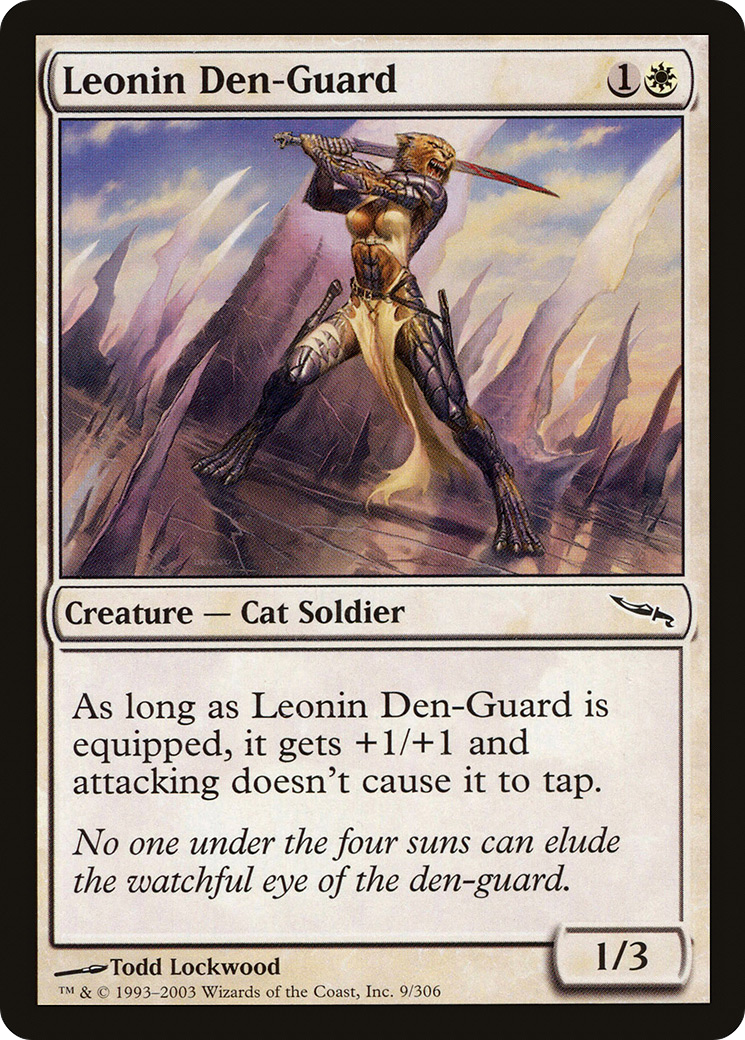 Leonin Den-Guard 1
Creature — Cat Soldier
As long as Leonin Den-Guard is
equipped, it gets +1/+1 and
attacking doesn't cause it to tap.
No one under the four suns can elude
the watchful eye of the den-guard.
1/3
Todd Lockwood
™ & © 1993–2003 Wizards of the Coast, Inc. 9/306